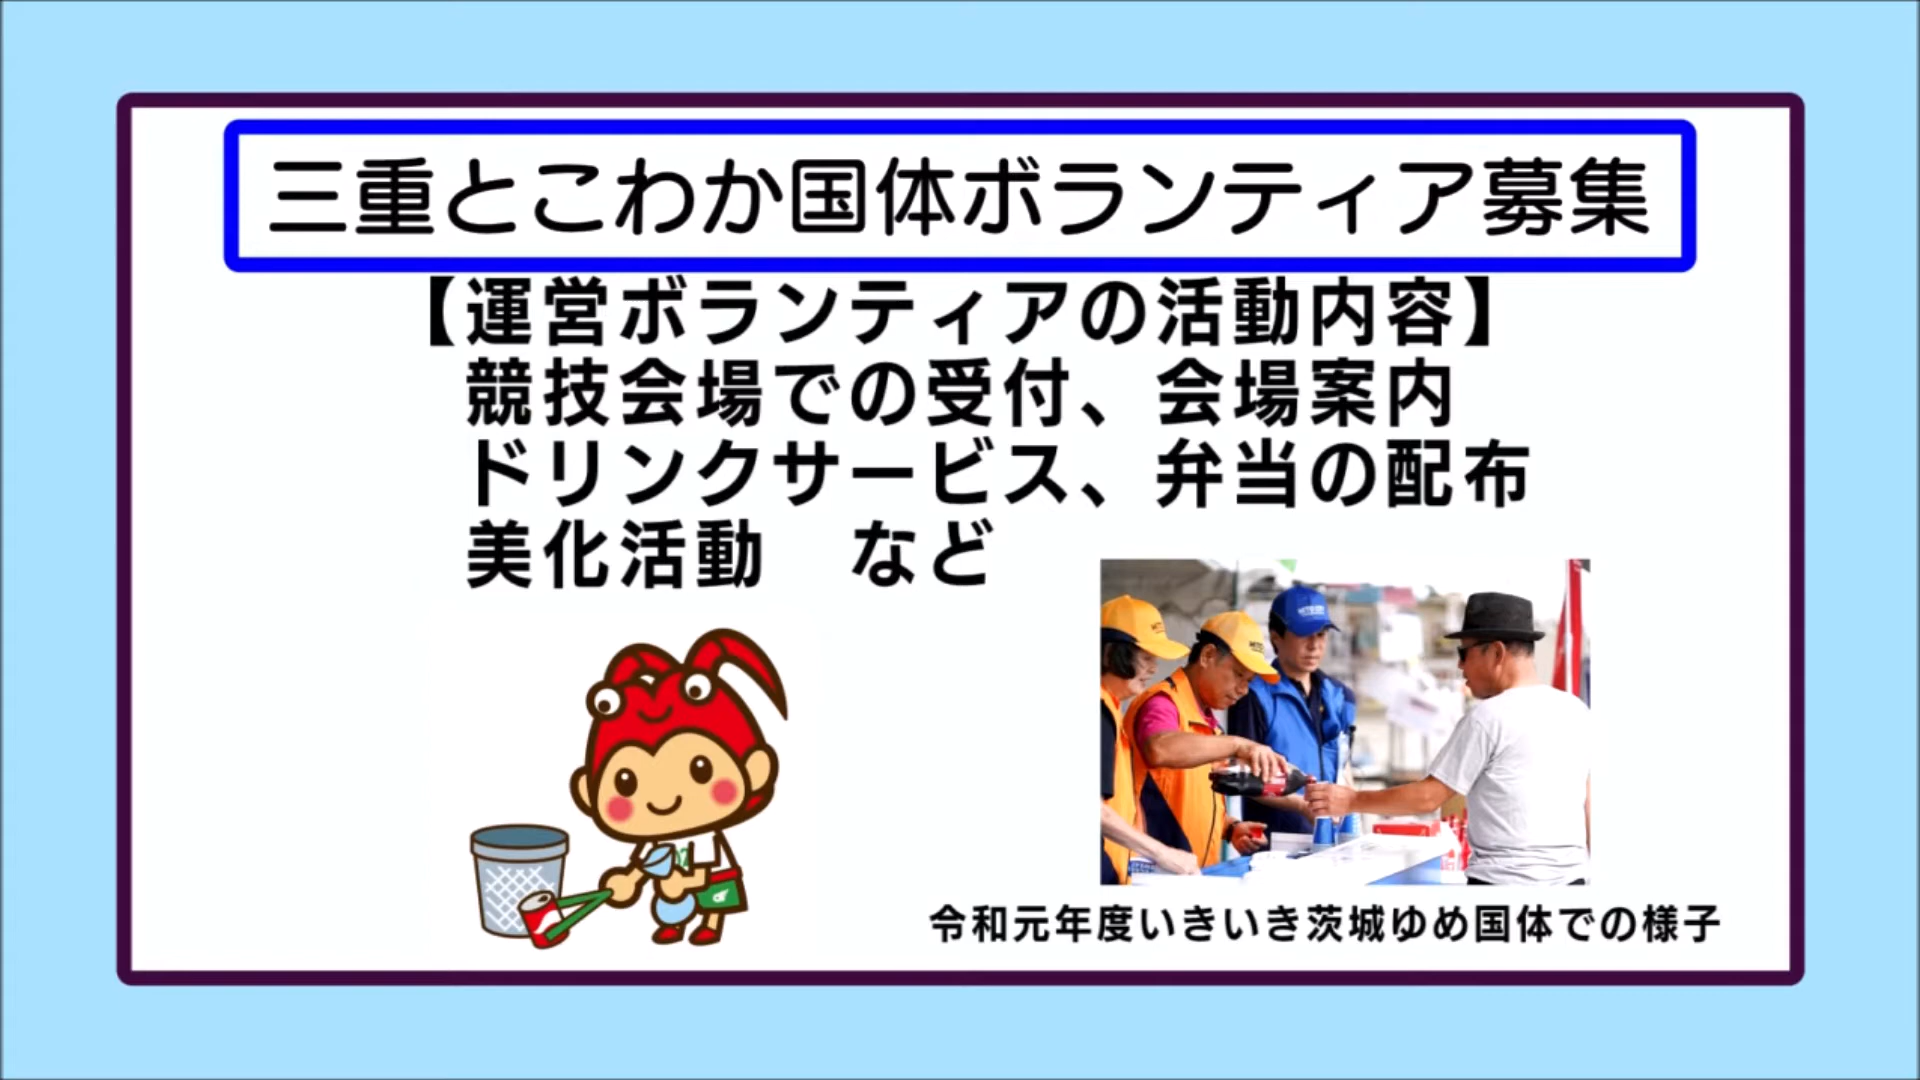 三重とこわか国体ボランティア募集
【運営ボランティアの活動内容】
競技会場での受付、会場案内
ドリンクサービス、弁当の配布
美化活動　など
令和元年度いきいき茨城ゆめ国体での様子